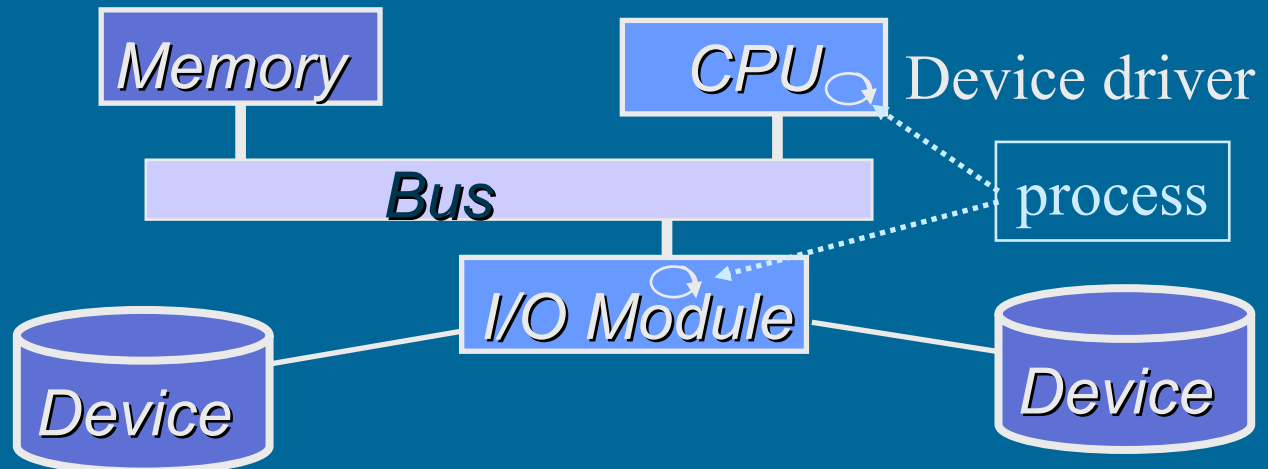 Memory
CPU
Device driver
Bus
process
I/O Module
Device
Device